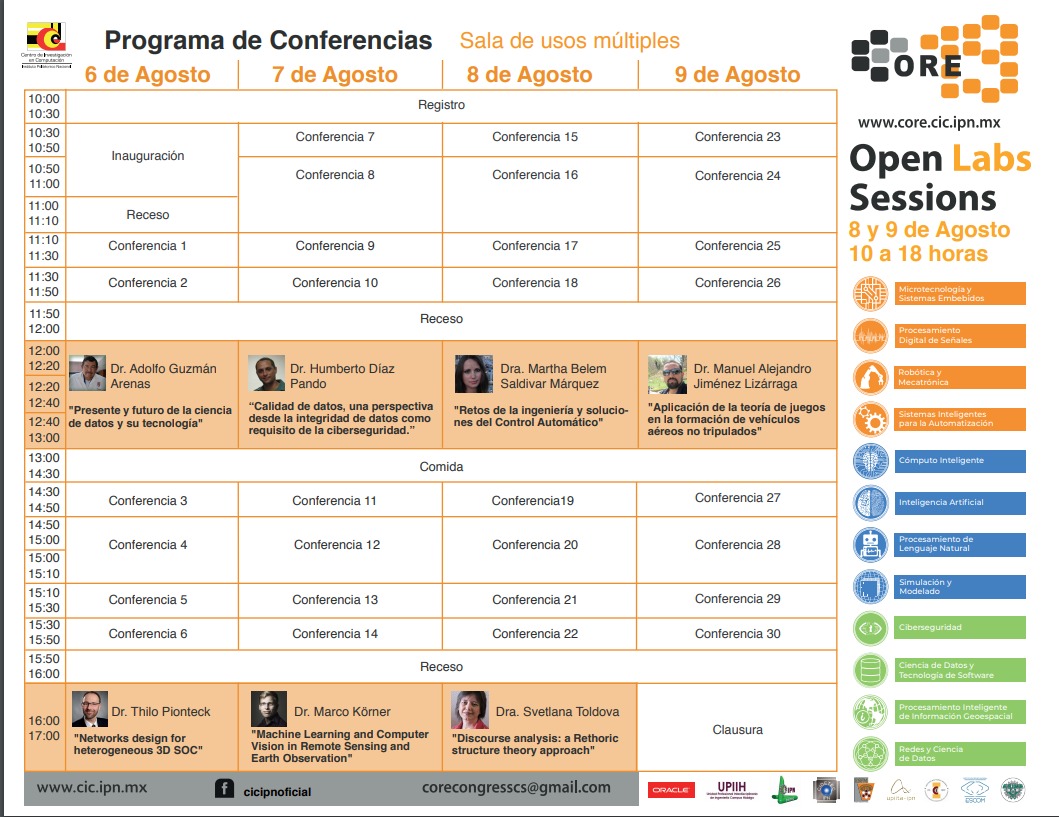 Centro de Investigación
en Computación
Instituto Politécnico Nacional
Programa de Conferencias
Sala de usos múltiples
6 de Agosto
7 de Agosto
8 de Agosto
9 de Agosto
10:00
10:30
Registro
10:30
10:50
Inauguración
Conferencia 7
Conferencia 15
Conferencia 23
10:50
11:00
Conferencia 8
Conferencia 16
Conferencia 24
11:00
11:10
Receso
11:10
11:30
Conferencia 1
Conferencia 9
Conferencia 17
Conferencia 25
11:30
11:50
Conferencia 2
Conferencia 10
Conferencia 18
Conferencia 26
11:50
12:00
Receso
12:00
12:20
12:20
12:40
12:40
13:00
Dr. Adolfo Guzmán
Arenas
"Presente y futuro de la ciencia
de datos y su tecnología"
Dr. Humberto Díaz
Pando
“Calidad de datos, una perspectiva
desde la integridad de datos como
requisito de la ciberseguridad.”
Dra. Martha Belem
Saldivar Márquez
"Retos de la ingeniería y solucio-
nes del Control Automático"
Dr. Manuel Alejandro
Jiménez Lizárraga
"Aplicación de la teoría de juegos
en la formación de vehículos
aéreos no tripulados"
13:00
14:30
Comida
14:30
14:50
Conferencia 3
Conferencia 11
Conferencia19
Conferencia 27
14:50
15:00
15:00
15:10
Conferencia 4
Conferencia 12
Conferencia 20
Conferencia 28
15:10
15:30
Conferencia 5
Conferencia 13
Conferencia 21
Conferencia 29
15:30
15:50
Conferencia 6
Conferencia 14
Conferencia 22
Conferencia 30
15:50
16:00
Receso
16:00
17:00
Dr. Thilo Pionteck
"Networks design for
heterogeneous 3D SOC"
Dr. Marco Körner
"Machine Learning and Computer
Vision in Remote Sensing and
Earth Observation"
Dra. Svetlana Toldova
"Discourse analysis: a Rethoric
structure theory approach"
Clausura
www.cic.ipn.mx
f
cicipnoficial
corecongresscs@gmail.com
ORE
www.core.cic.ipn.mx
Open Labs
Sessions
8 y 9 de Agosto
10 a 18 horas
Microtecnología y
Sistemas Embebidos
Procesamiento
Digital de Señales
Robótica y
Mecatrónica
Sistemas Inteligentes
para la Automatización
Cómputo Inteligente
Inteligencia Artificial
Procesamiento de
Lenguaje Natural
Simulación y
Modelado
Ciberseguridad
Ciencia de Datos y
Tecnología de Software
Procesamiento Inteligente
de Información Geoespacial
Redes y Ciencia
de Datos
ORACLE
UPIIH
Unidad Profesional Interdisciplinaria
de Ingeniería Campus Hidalgo
IPN
upiita-ipn
ESCOM